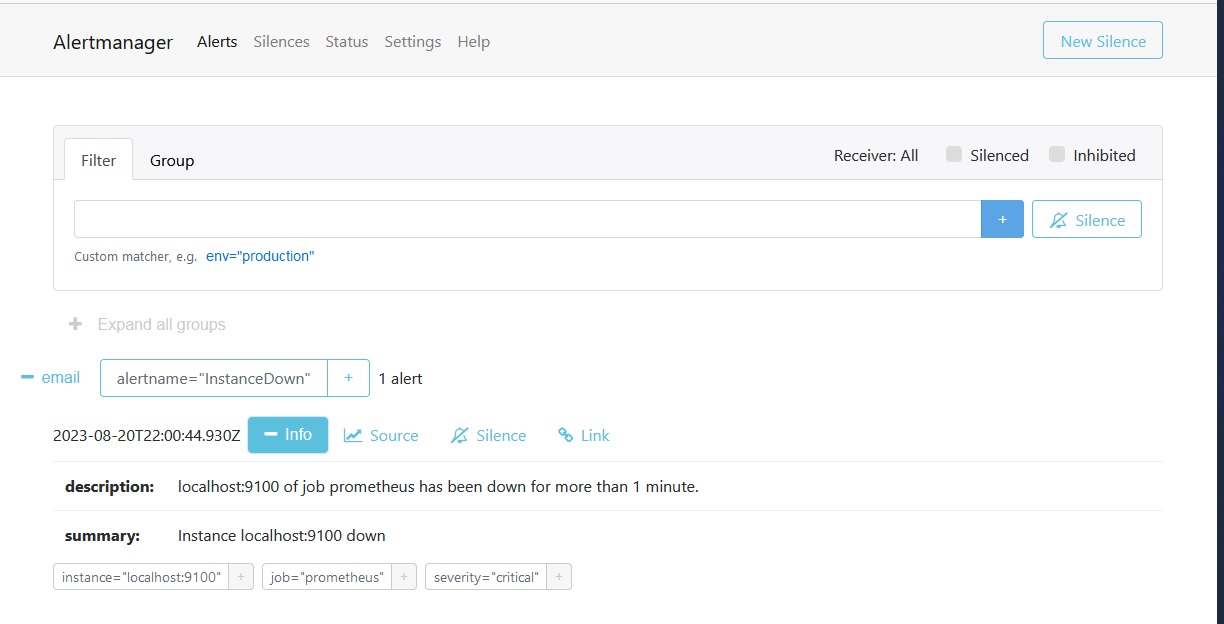 Alertmanager Alerts Silences Status Settings Help New Silence
Filter Group Receiver: All Silenced Inhibited
+ Silence
Custom matcher, e.g. env="production"
+ Expand all groups
− email alertname="InstanceDown" + 1 alert
2023-08-20T22:00:44.930Z − Info Source Silence Link
description: localhost:9100 of job prometheus has been down for more than 1 minute.
summary: Instance localhost:9100 down
instance="localhost:9100" + job="prometheus" + severity="critical" +